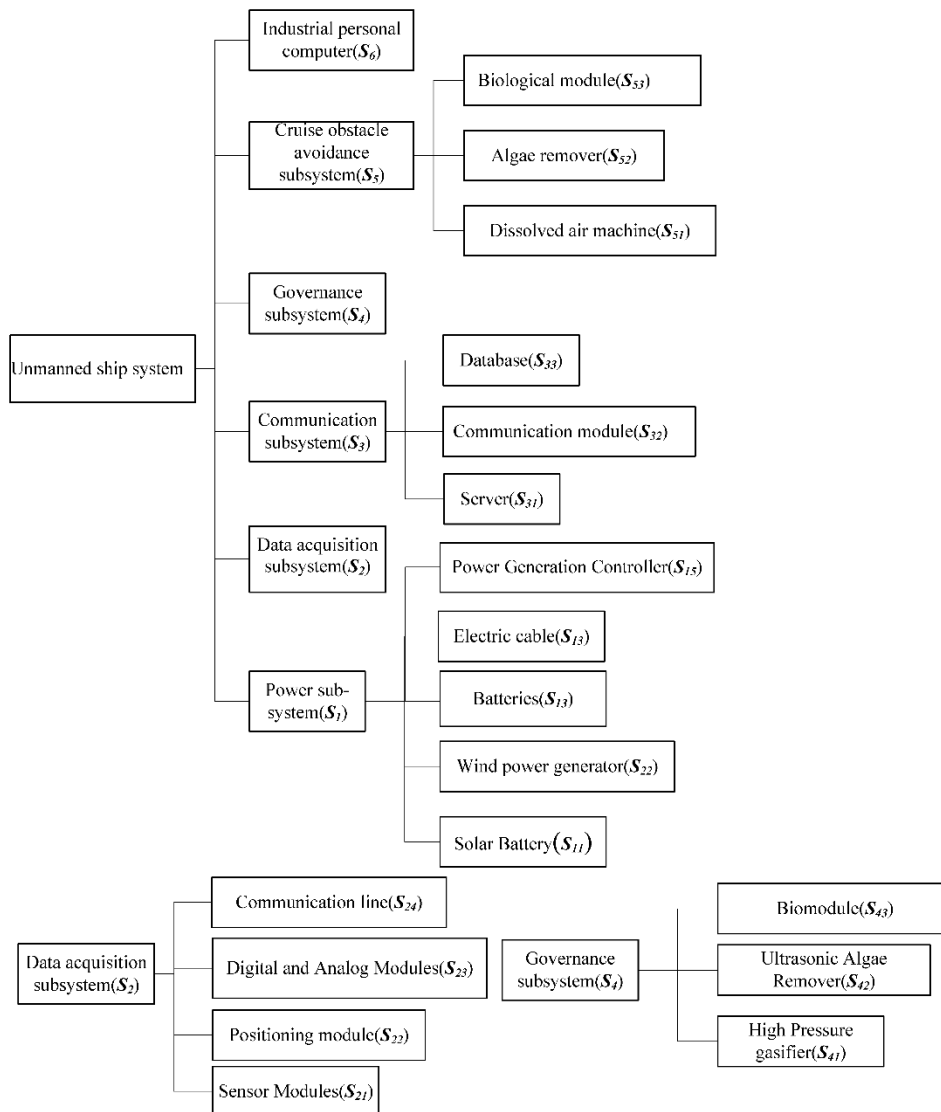 Industrial personal
computer(S6)
Biological module(S53)
Cruise obstacle
avoidance
subsystem(S5)
Algae remover(S52)
Dissolved air machine(S51)
Governance
subsystem(S4)
Unmanned ship system
Database(S33)
Communication
subsystem(S3)
Communication module(S32)
Server(S31)
Data acquisition
subsystem(S2)
Power Generation Controller(S15)
Electric cable(S13)
Power sub-
system(S1)
Batteries(S13)
Wind power generator(S22)
Solar Battery(S11)
Communication line(S24)
Data acquisition
subsystem(S2)
Digital and Analog Modules(S23)
Positioning module(S22)
Sensor Modules(S21)
Biomodule(S43)
Governance
subsystem(S4)
Ultrasonic Algae
Remover(S42)
High Pressure
gasifier(S41)